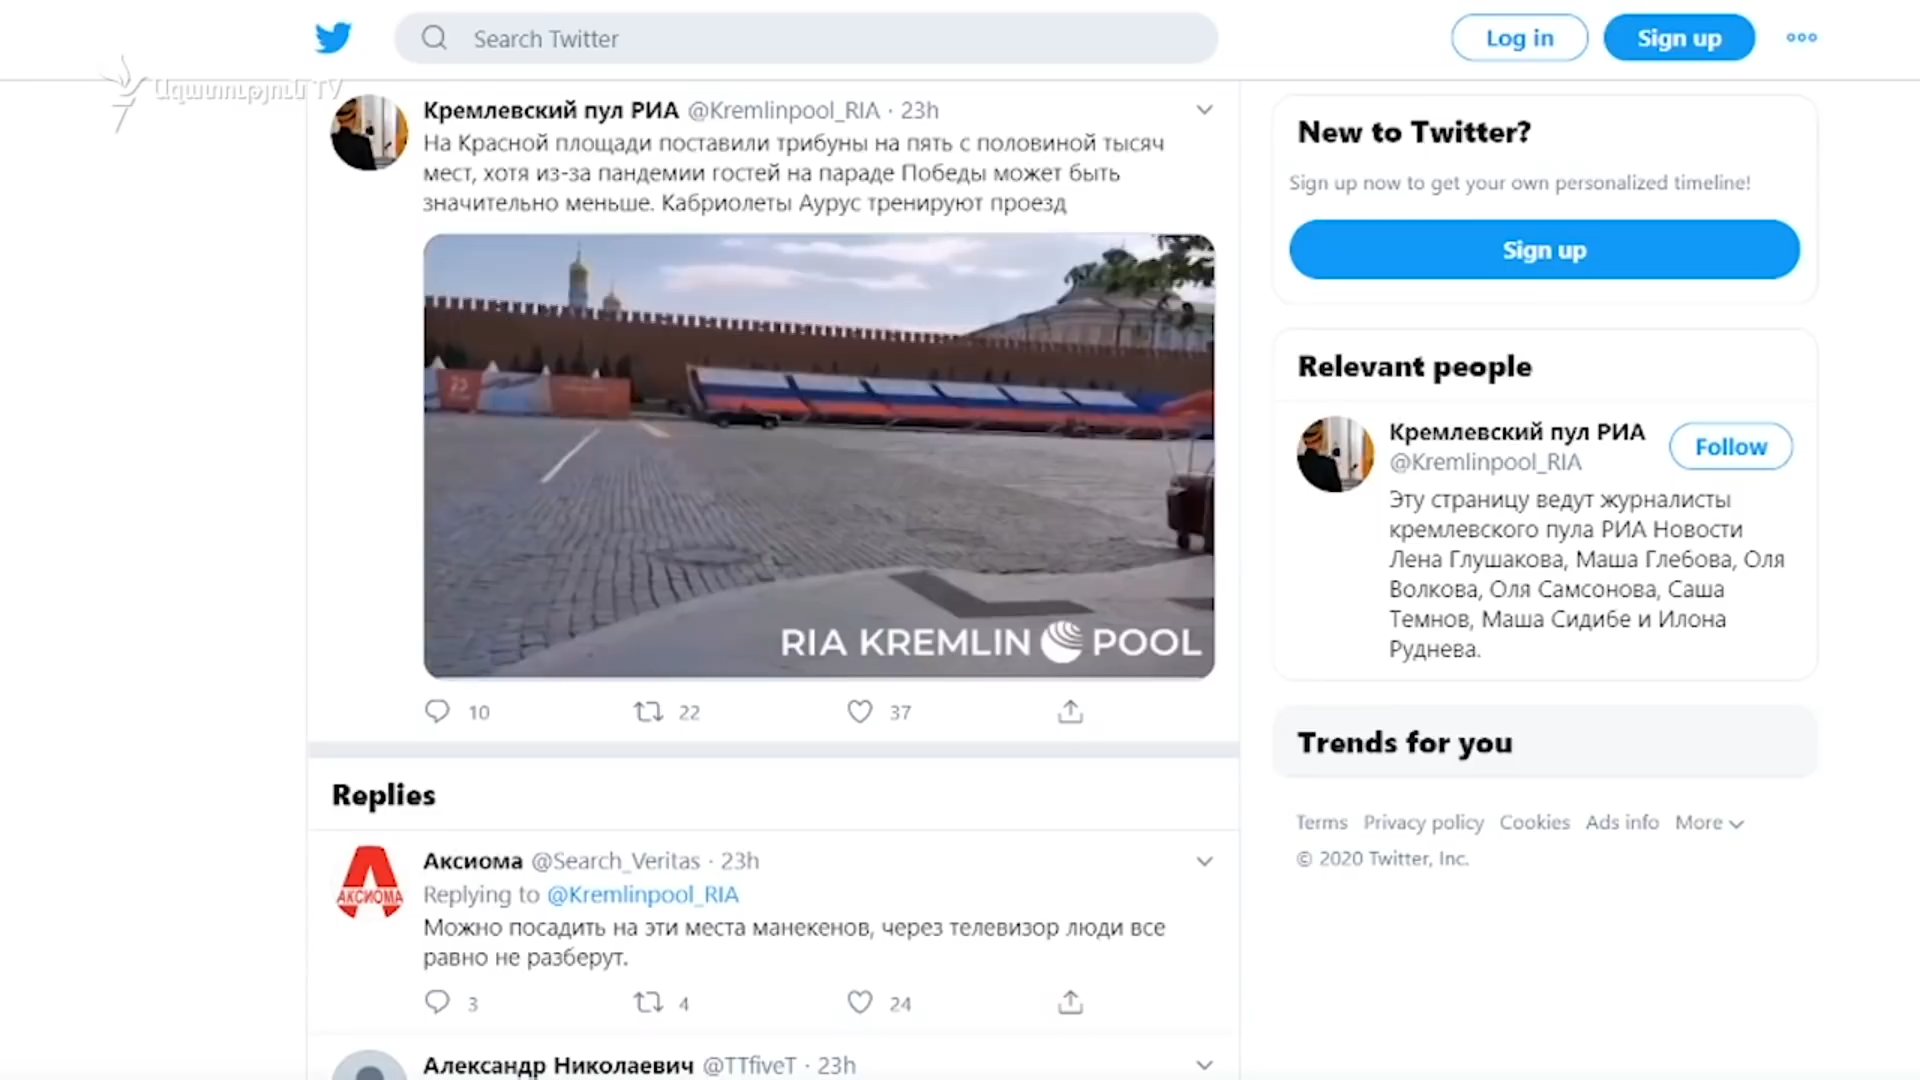 Search Twitter
Log in
Sign up
Ազատություն TV
Кремлевский пул РИА @Kremlinpool_RIA · 23h
На Красной площади поставили трибуны на пять с половиной тысяч
мест, хотя из-за пандемии гостей на параде Победы может быть
значительно меньше. Кабриолеты Аурус тренируют проезд
RIA KREMLIN POOL
10
22
37
Replies
АКСИОМА
Аксиома @Search_Veritas · 23h
Replying to @Kremlinpool_RIA
Можно посадить на эти места манекенов, через телевизор люди все
равно не разберут.
3
4
24
Александр Николаевич @TTfiveT · 23h
New to Twitter?
Sign up now to get your own personalized timeline!
Sign up
Relevant people
Кремлевский пул РИА
@Kremlinpool_RIA
Follow
Эту страницу ведут журналисты
кремлевского пула РИА Новости
Лена Глушакова, Маша Глебова, Оля
Волкова, Оля Самсонова, Саша
Темнов, Маша Сидибе и Илона
Руднева.
Trends for you
Terms Privacy policy Cookies Ads info More
© 2020 Twitter, Inc.